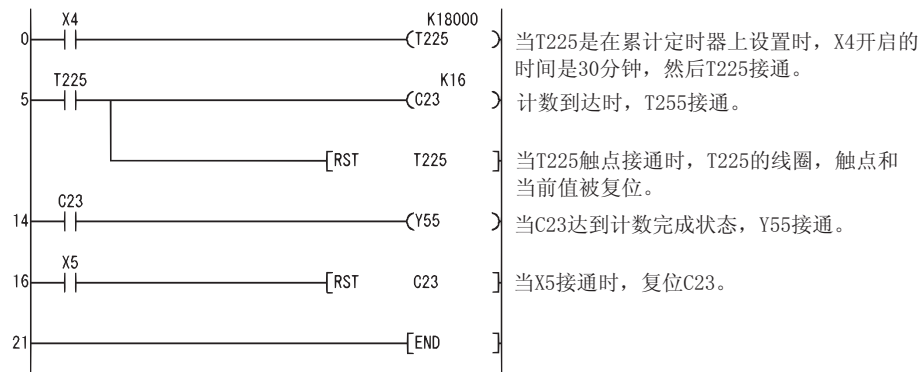 X4 K18000
0 (T225 ) 当T225是在累计定时器上设置时，X4开启的
时间是30分钟，然后T225接通。
T225 K16
5 (C23 ) 计数到达时，T255接通。
[RST T225 ] 当T225触点接通时，T225的线圈，触点和
当前值被复位。
C23
14 (Y55 ) 当C23达到计数完成状态，Y55接通。
X5
16 [RST C23 ] 当X5接通时，复位C23。
21 [END ]